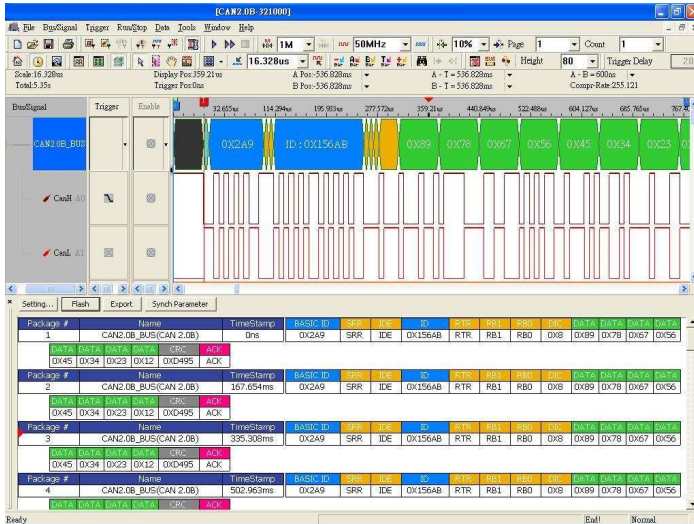 [CAN2.0B-321000]
File Bus/Signal Trigger Run/Stop Data Tools Window Help
1M 50MHz 10% Page 1 Count 1
16.328us Height 80 Trigger Delay 20
Scale:16.328us Display Pos:359.21us A Pos:-536.828ms A - T = 536.828ms A - B = 600ns
Total:5.35s Trigger Pos:0ns B Pos:-536.828ms B - T = 536.828ms Compr-Rate:255.121
Bus/Signal Trigger Enable 32.655us 114.294us 195.933us 277.572us 359.21us 440.849us 522.488us 604.127us 685.765us 767.4
CAN2.0B_BUS 0X2A9 ID:0X156AB 0X89 0X78 0X67 0X56 0X45 0X34 0X23
CanH A0
CanL A1
Setting... Flash Export Synch Parameter
Package # Name TimeStamp BASIC ID SRR IDE ID RTR RB1 RB0 DLC DATA DATA DATA DATA
1 CAN2.0B_BUS(CAN 2.0B) 0ns 0X2A9 SRR IDE 0X156AB RTR RB1 RB0 0X8 0X89 0X78 0X67 0X56
DATA DATA DATA DATA CRC ACK
0X45 0X34 0X23 0X12 0XD495 ACK
Package # Name TimeStamp BASIC ID SRR IDE ID RTR RB1 RB0 DLC DATA DATA DATA DATA
2 CAN2.0B_BUS(CAN 2.0B) 167.654ms 0X2A9 SRR IDE 0X156AB RTR RB1 RB0 0X8 0X89 0X78 0X67 0X56
DATA DATA DATA DATA CRC ACK
0X45 0X34 0X23 0X12 0XD495 ACK
Package # Name TimeStamp BASIC ID SRR IDE ID RTR RB1 RB0 DLC DATA DATA DATA DATA
3 CAN2.0B_BUS(CAN 2.0B) 335.308ms 0X2A9 SRR IDE 0X156AB RTR RB1 RB0 0X8 0X89 0X78 0X67 0X56
DATA DATA DATA DATA CRC ACK
0X45 0X34 0X23 0X12 0XD495 ACK
Package # Name TimeStamp BASIC ID SRR IDE ID RTR RB1 RB0 DLC DATA DATA DATA DATA
4 CAN2.0B_BUS(CAN 2.0B) 502.963ms 0X2A9 SRR IDE 0X156AB RTR RB1 RB0 0X8 0X89 0X78 0X67 0X56
DATA DATA DATA DATA CRC ACK
Ready End! Normal